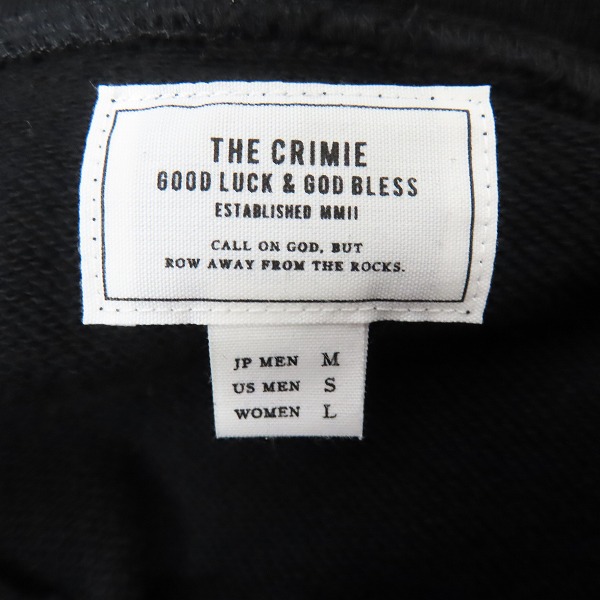 THE CRIMIE
GOOD LUCK & GOD BLESS
ESTABLISHED MMII
CALL ON GOD, BUT
ROW AWAY FROM THE ROCKS.
JP MEN M
US MEN S
WOMEN L